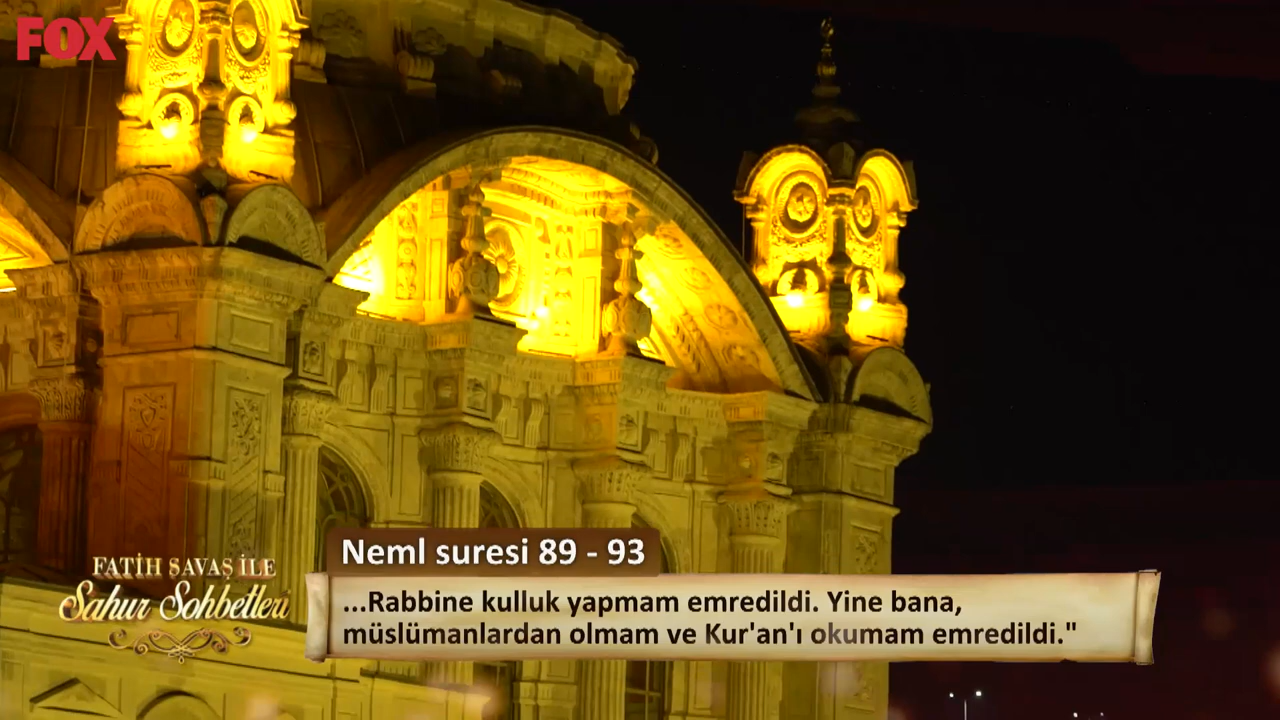 FOX
Neml suresi 89 - 93
...Rabbine kulluk yapmam emredildi. Yine bana,
müslümanlardan olmam ve Kur'an'ı okumam emredildi."
FATİH SAVAŞ İLE
Sahur Sohbetleri